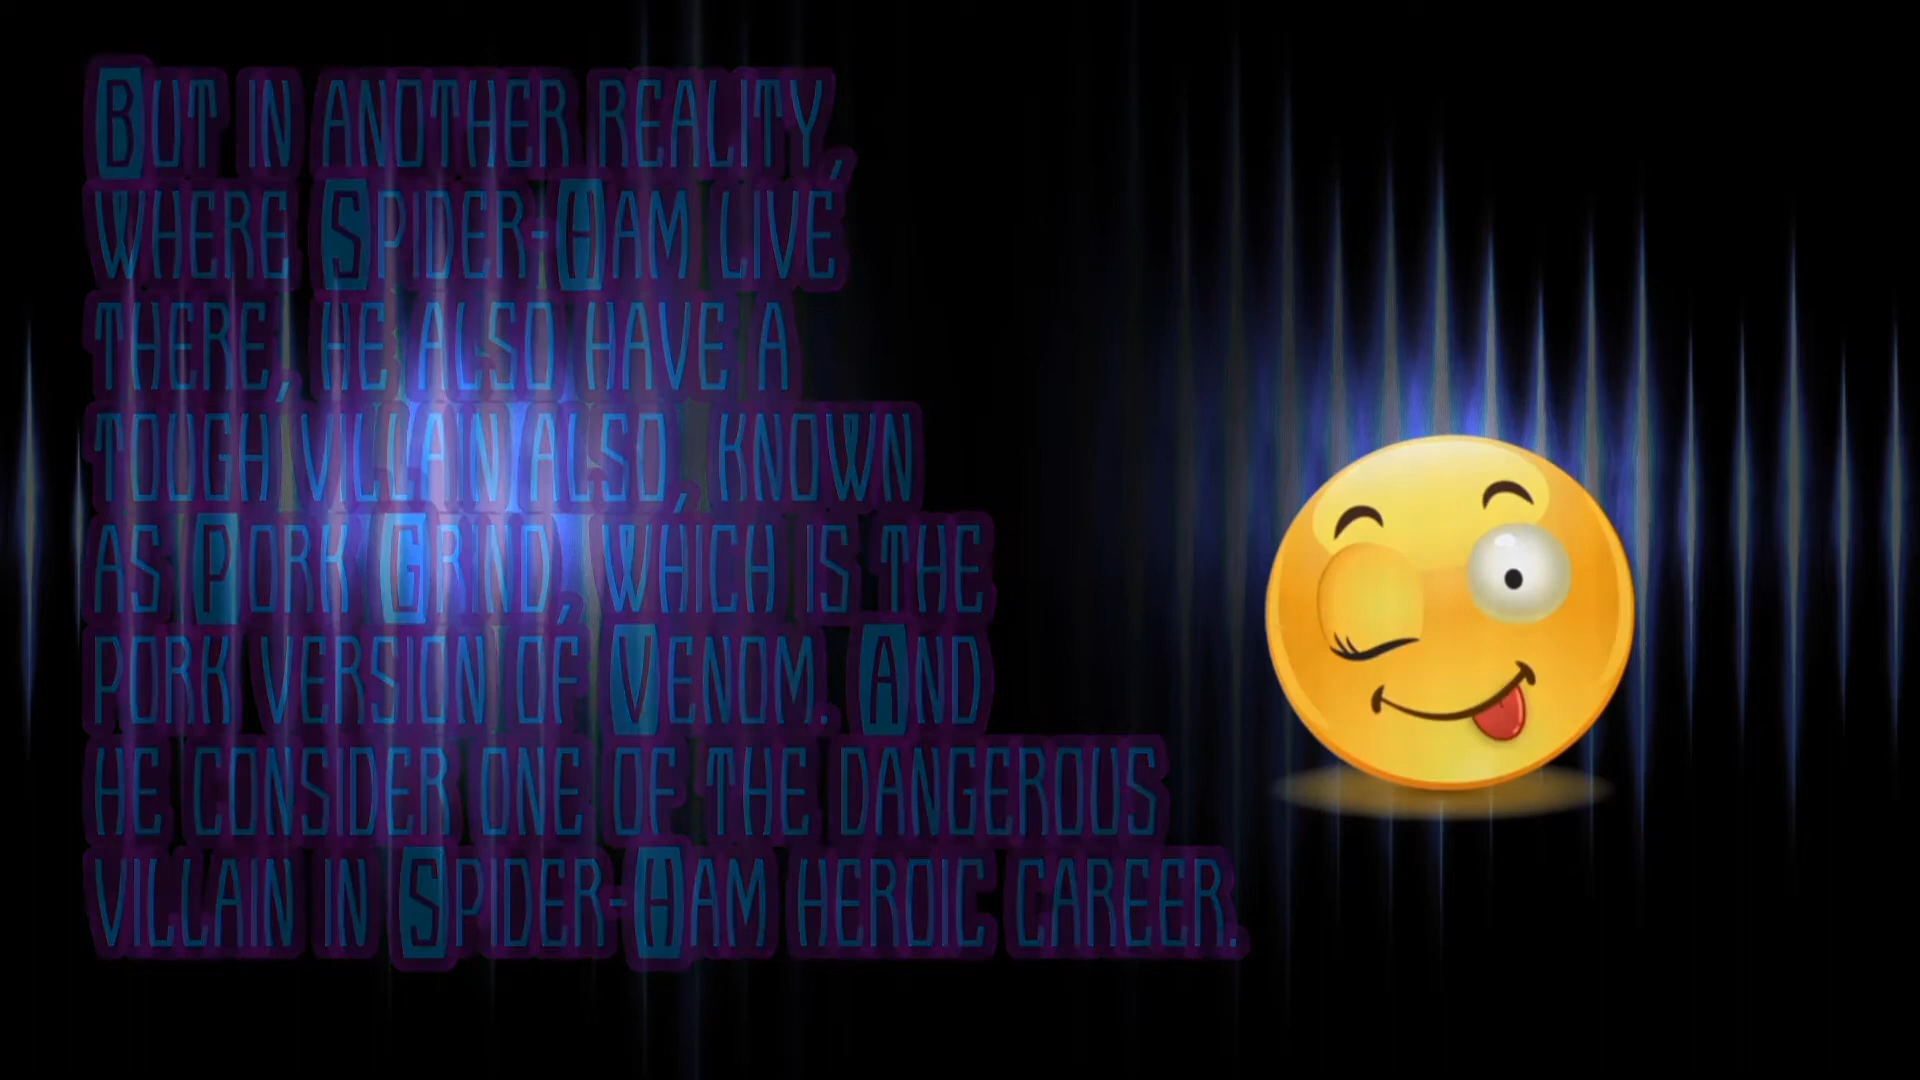 But in another reality,
where Spider-Ham live
there, he also have a
tough villain also, known
as Pork Grind, which is the
pork version of Venom. And
he consider one of the dangerous
villain in Spider-Ham heroic career.